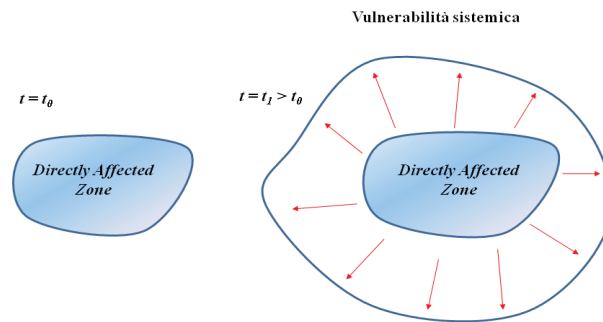 Vulnerabilità sistemica
t = t₀
t = t₁ > t₀
Directly Affected
Zone
Directly Affected
Zone